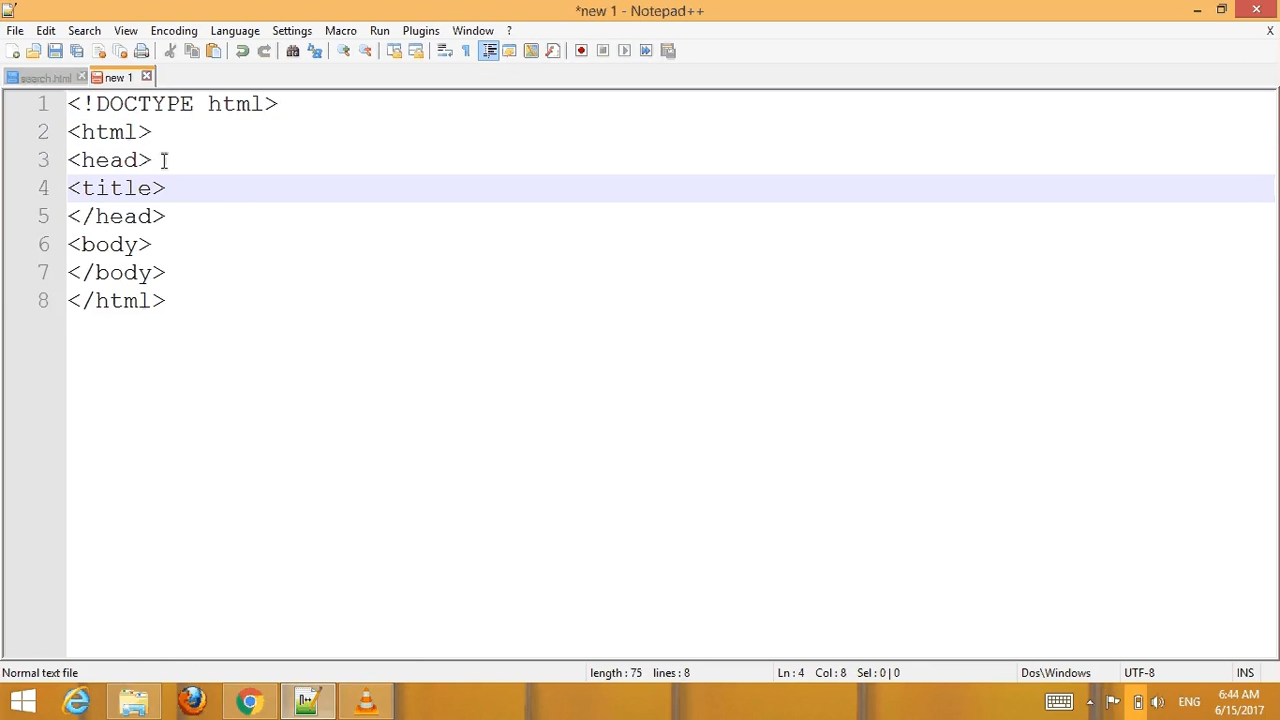 *new 1 - Notepad++
File Edit Search View Encoding Language Settings Macro Run Plugins Window ? X
search.html new 1
1 <!DOCTYPE html>
2 <html>
3 <head>
4 <title>
5 </head>
6 <body>
7 </body>
8 </html>
Normal text file length : 75 lines : 8 Ln : 4 Col : 8 Sel : 0 | 0 Dos\Windows UTF-8 INS
ENG 6:44 AM
6/15/2017